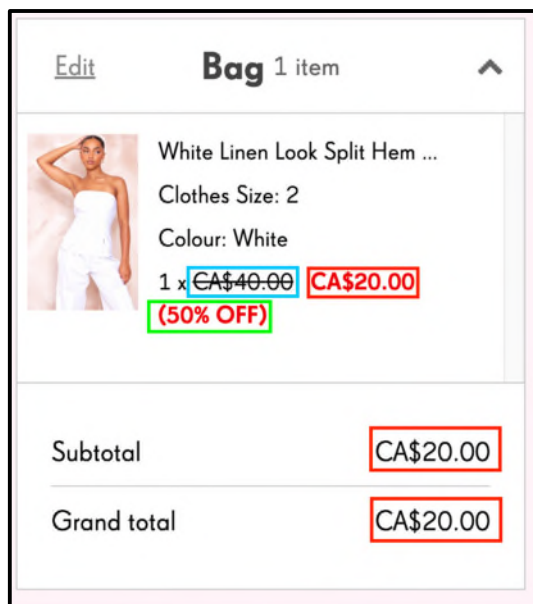 Edit Bag 1 item
White Linen Look Split Hem ...
Clothes Size: 2
Colour: White
1 x CA$40.00 CA$20.00
(50% OFF)
Subtotal CA$20.00
Grand total CA$20.00